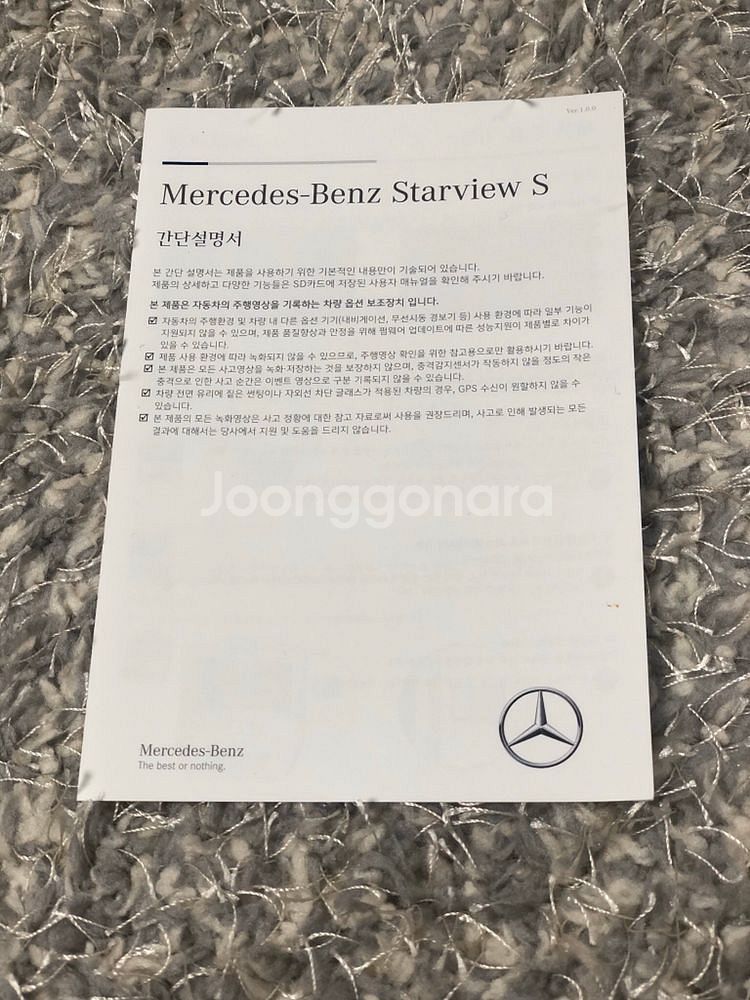 Ver.1.0.0
Mercedes-Benz Starview S
간단설명서
본 간단 설명서는 제품을 사용하기 위한 기본적인 내용만이 기술되어 있습니다.
제품의 상세하고 다양한 기능들은 SD카드에 저장된 사용자 매뉴얼을 확인해 주시기 바랍니다.
본 제품은 자동차의 주행영상을 기록하는 차량 옵션 보조장치 입니다.
☑ 자동차의 주행환경 및 차량 내 다른 옵션 기기(내비게이션, 무선시동 경보기 등) 사용 환경에 따라 일부 기능이
지원되지 않을 수 있으며, 제품 품질향상과 안정을 위해 펌웨어 업데이트에 따른 성능지원이 제품별로 차이가
있을 수 있습니다.
☑ 제품 사용 환경에 따라 녹화되지 않을 수 있으므로, 주행영상 확인을 위한 참고용으로만 활용하시기 바랍니다.
☑ 본 제품은 모든 사고영상을 녹화·저장하는 것을 보장하지 않으며, 충격감지센서가 작동하지 않을 정도의 작은
충격으로 인한 사고 순간은 이벤트 영상으로 구분 기록되지 않을 수 있습니다.
☑ 차량 전면 유리에 짙은 썬팅이나 자외선 차단 글래스가 적용된 차량의 경우, GPS 수신이 원할하지 않을 수
있습니다.
☑ 본 제품의 모든 녹화영상은 사고 정황에 대한 참고 자료로써 사용을 권장드리며, 사고로 인해 발생되는 모든
결과에 대해서는 당사에서 지원 및 도움을 드리지 않습니다.
Joonggonara
Mercedes-Benz
The best or nothing.